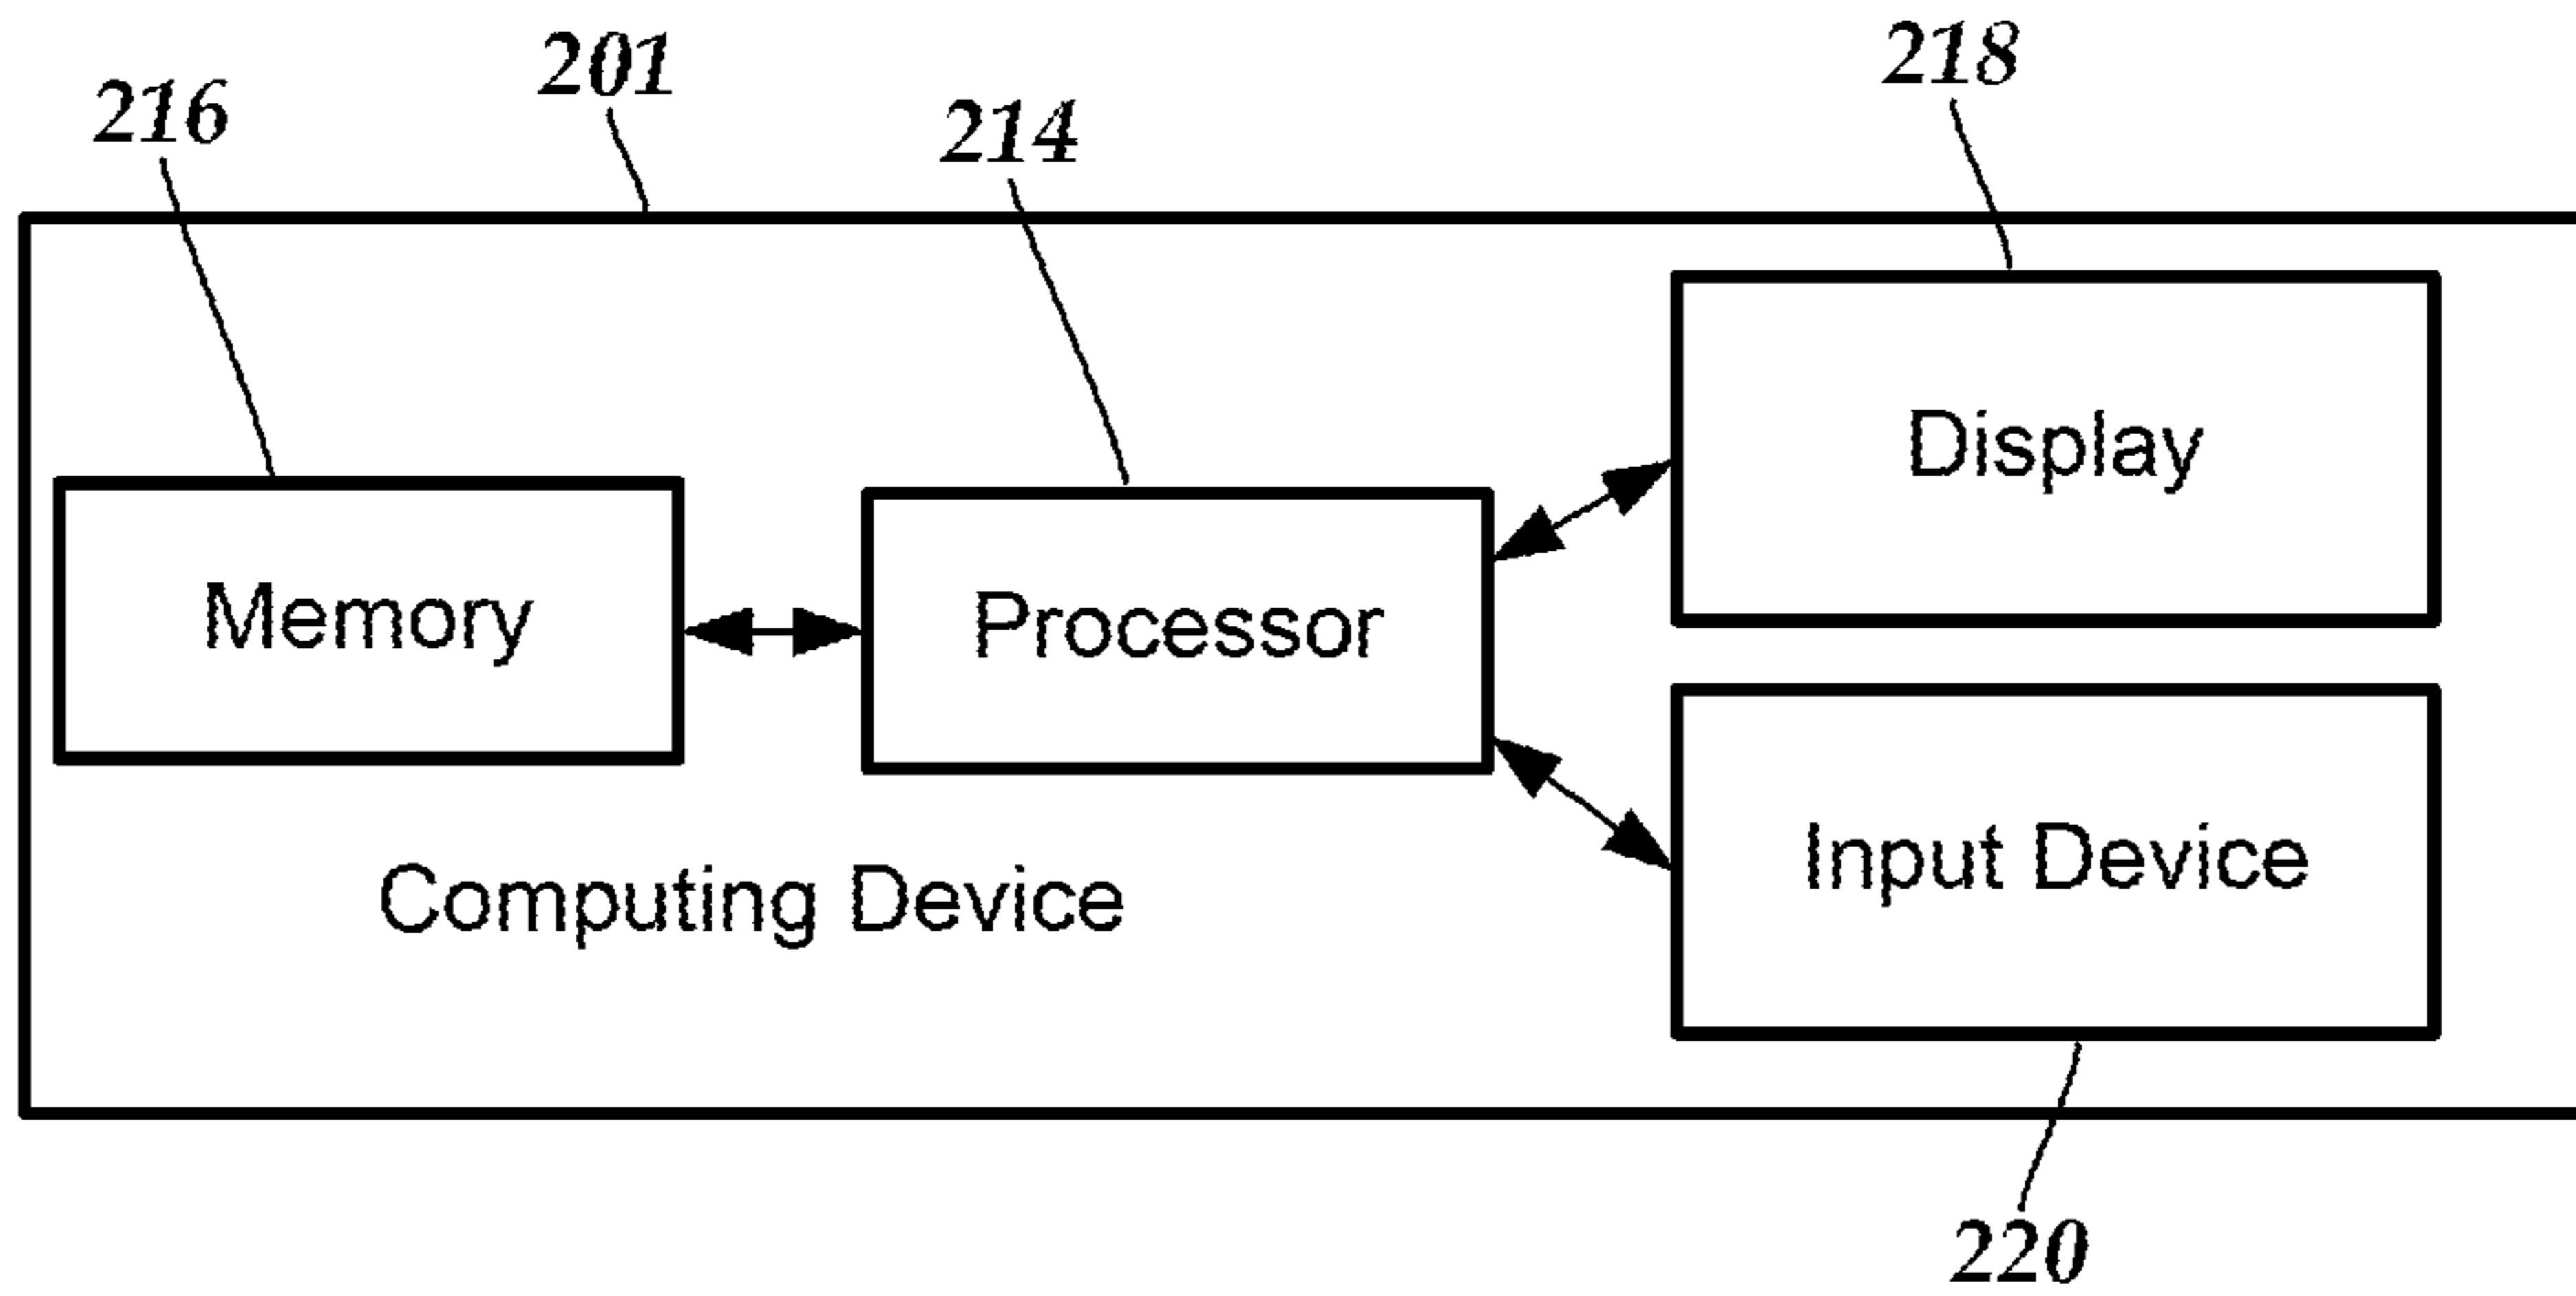 218
201
216
214
Display
Memory
Processor
Input Device
Computing Device
220